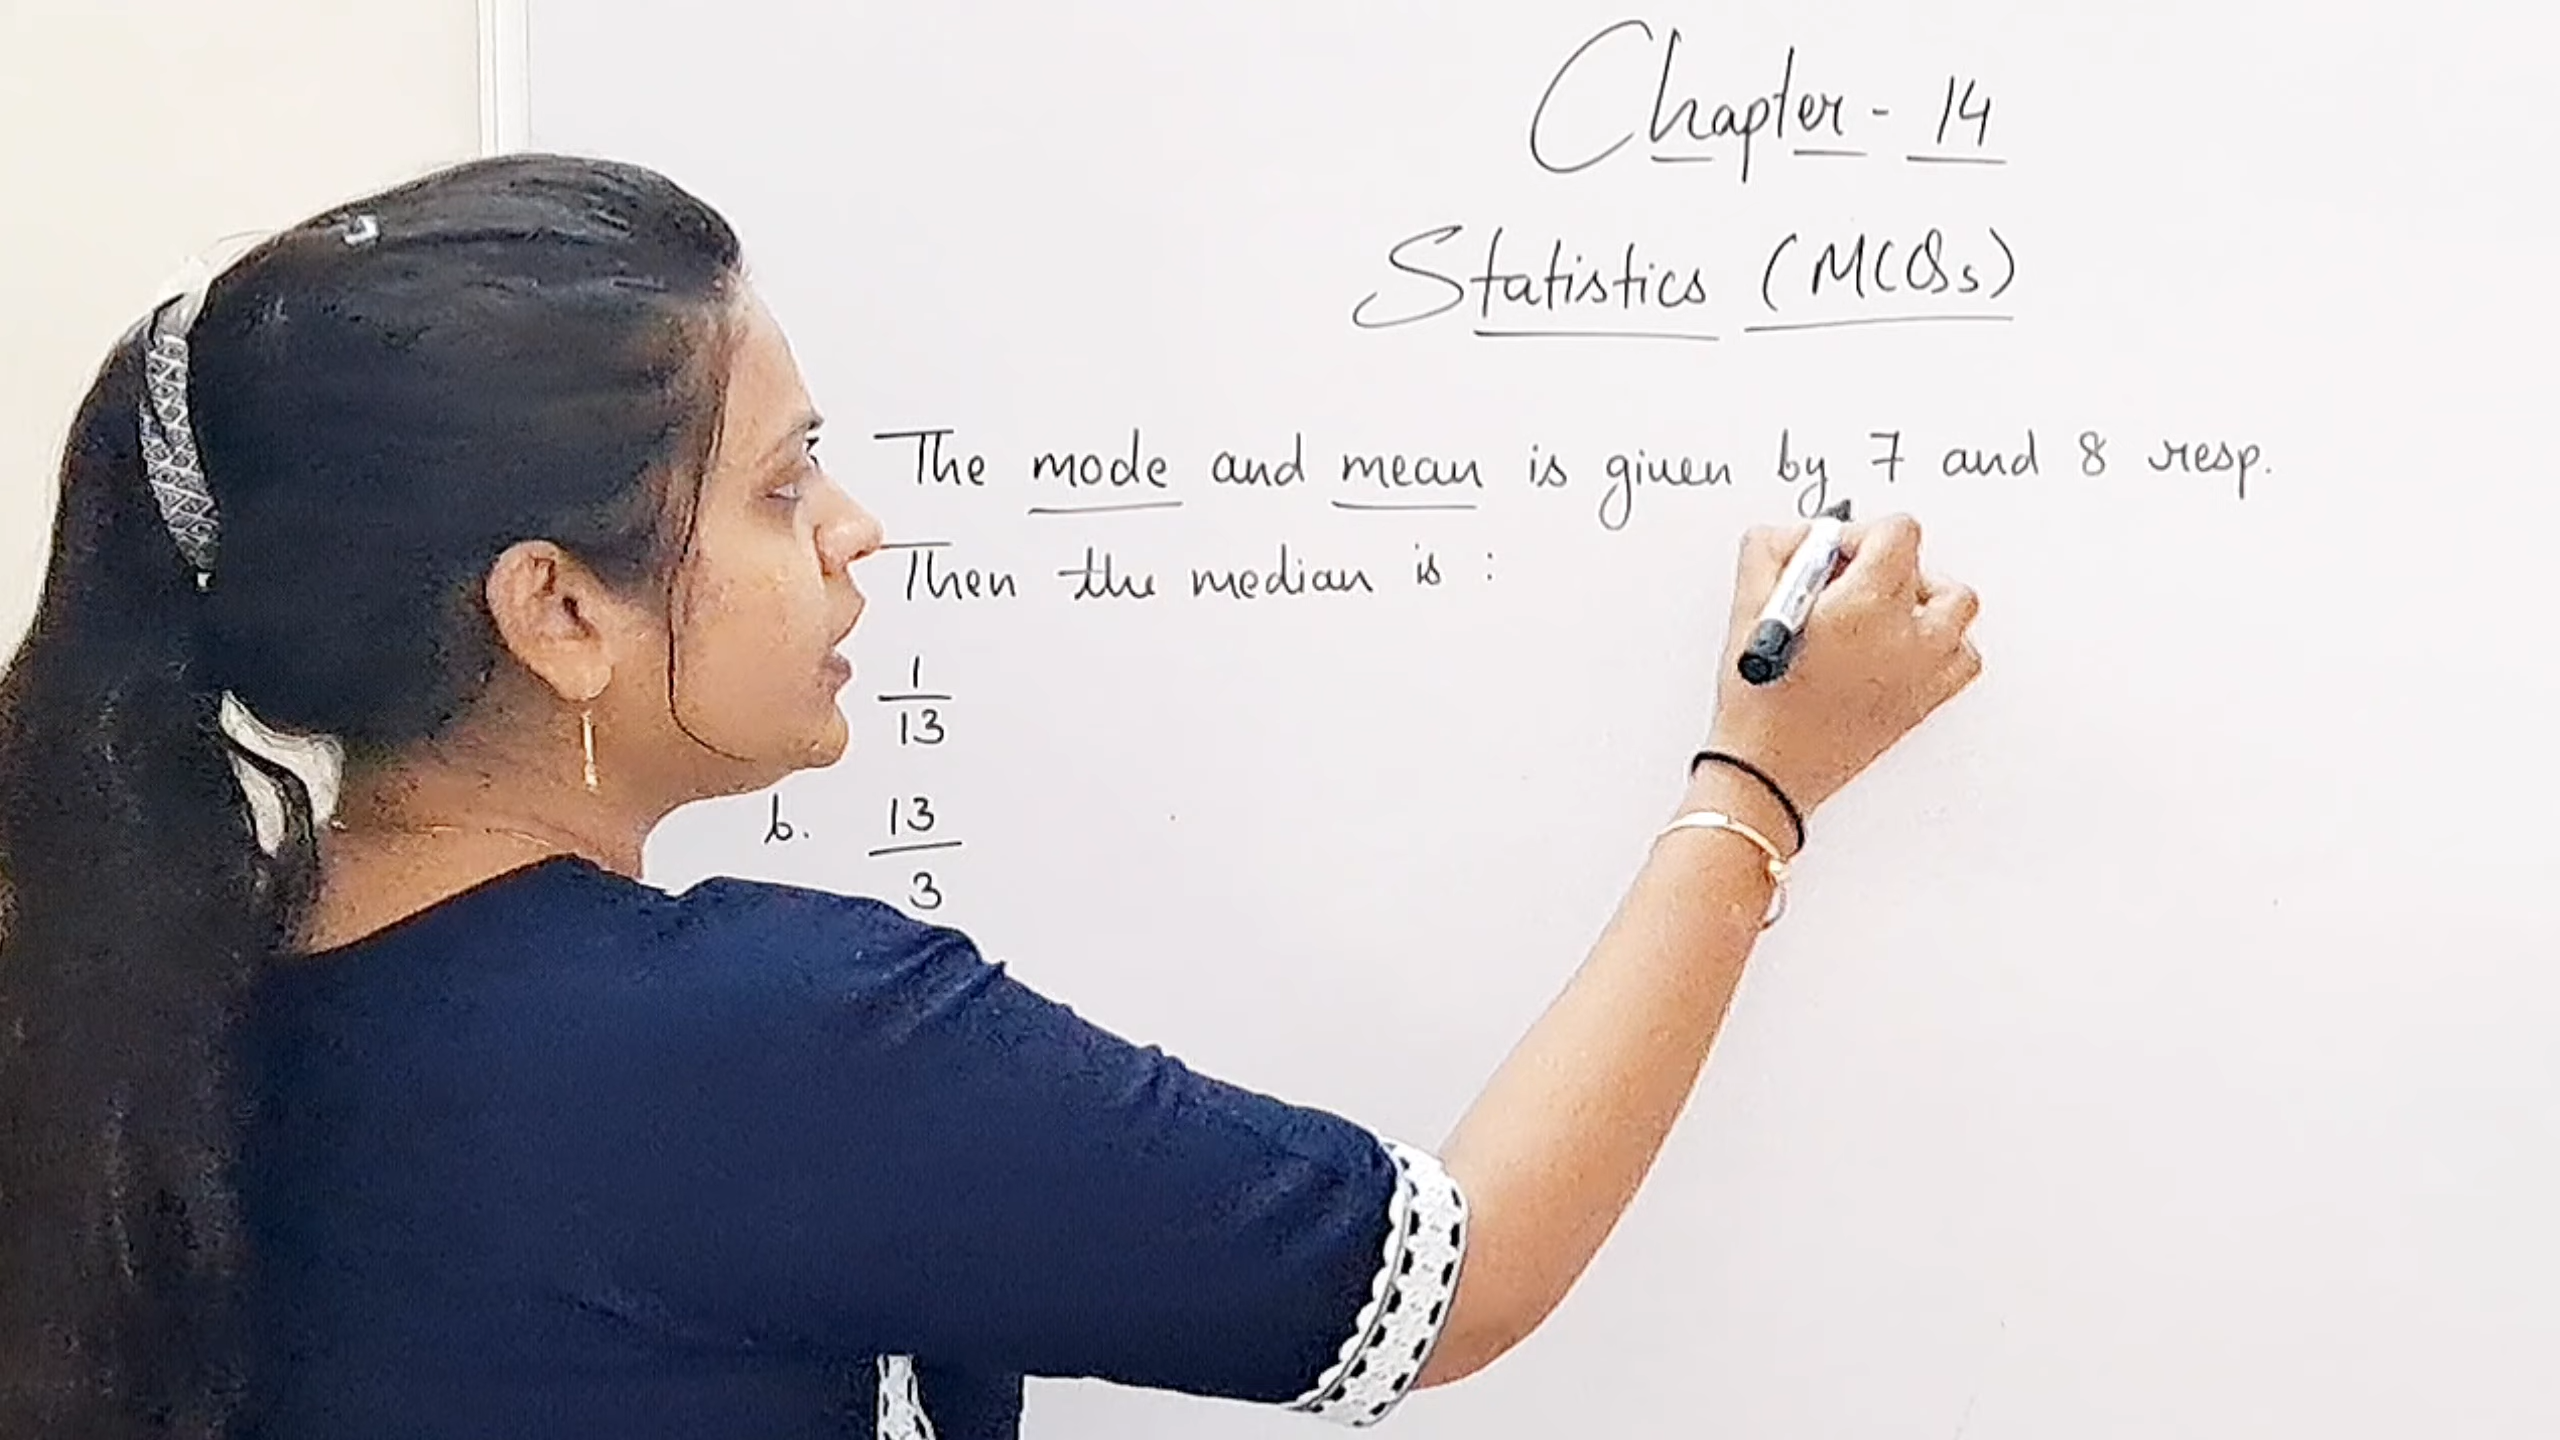 Chapter - 14
Statistics (MCQs)
The mode and mean is given by 7 and 8 resp.
Then the median is :
1
13
b. 13
3